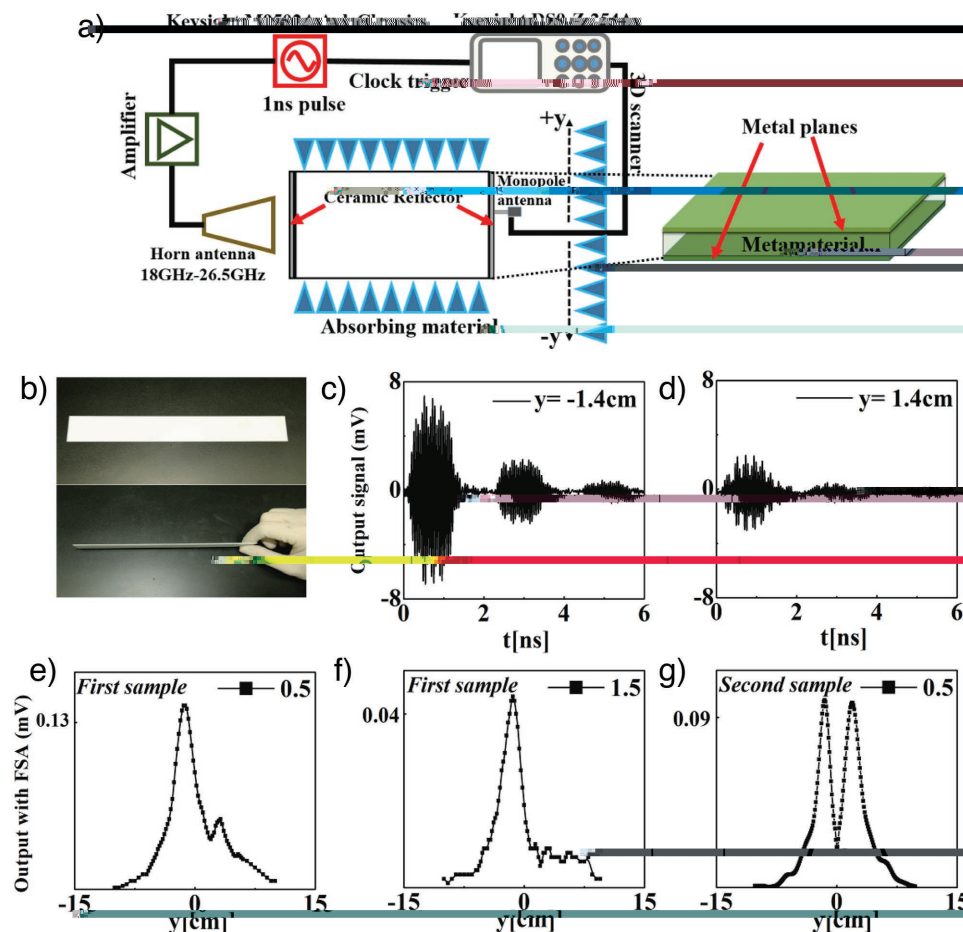 a)
1ns pulse
Clock
Amplifier
3D scanner
+y
Metal planes
Monopole
antenna
Ceramic Reflector
Horn antenna
18GHz-26.5GHz
Metamaterial
Absorbing material
-y
b)
c)
8
0
-8
Output signal (mV)
y= -1.4cm
0 2 4 6
t[ns]
d)
8
0
-8
y= 1.4cm
0 2 4 6
t[ns]
e)
First sample
0.5
0.13
Output with FSA (mV)
-15 0 15
y[cm]
f)
First sample
1.5
0.04
-15 0 15
y[cm]
g)
Second sample
0.5
0.09
-15 0 15
y[cm]